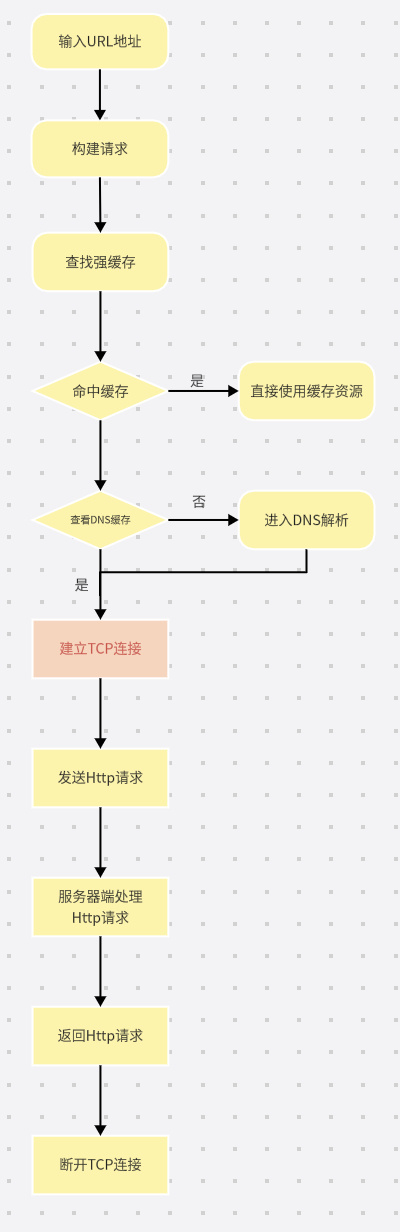 输入URL地址
构建请求
查找强缓存
命中缓存
是
直接使用缓存资源
查看DNS缓存
否
进入DNS解析
是
建立TCP连接
发送Http请求
服务器端处理
Http请求
返回Http请求
断开TCP连接